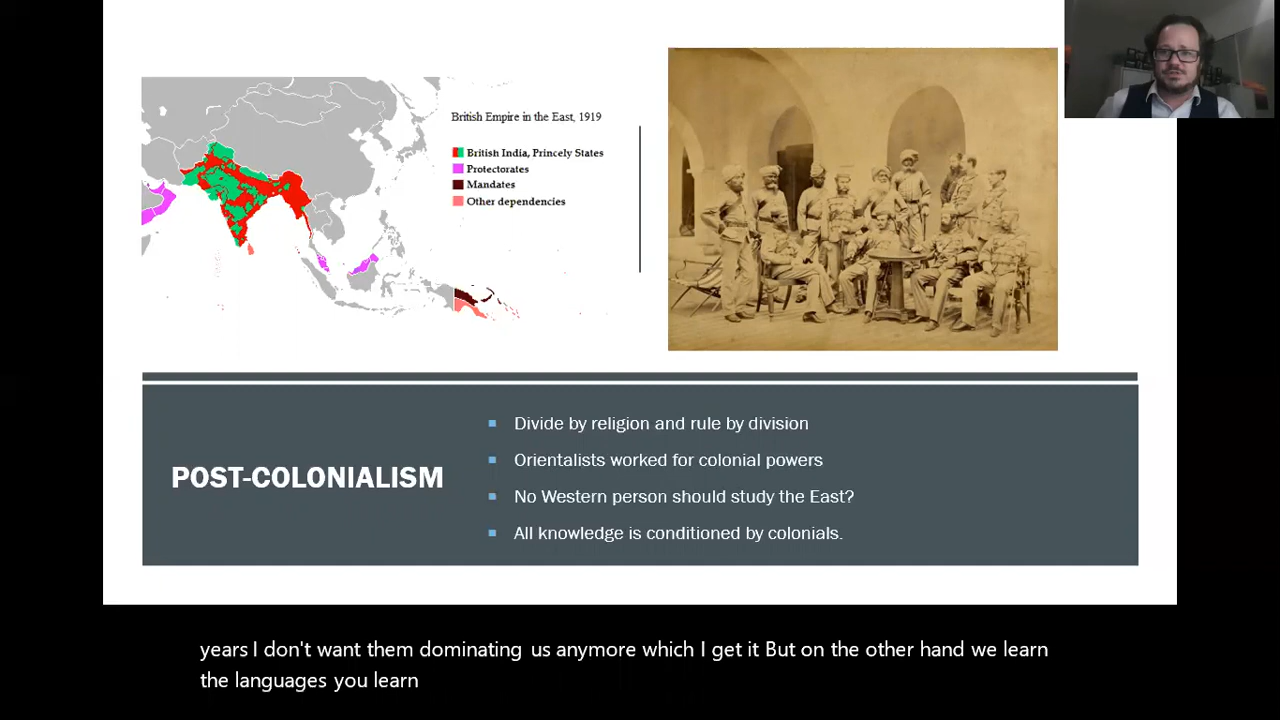 British Empire in the East, 1919
British India, Princely States
Protectorates
Mandates
Other dependencies
POST-COLONIALISM
Divide by religion and rule by division
Orientalists worked for colonial powers
No Western person should study the East?
All knowledge is conditioned by colonials.
years I don't want them dominating us anymore which I get it But on the other hand we learn
the languages you learn